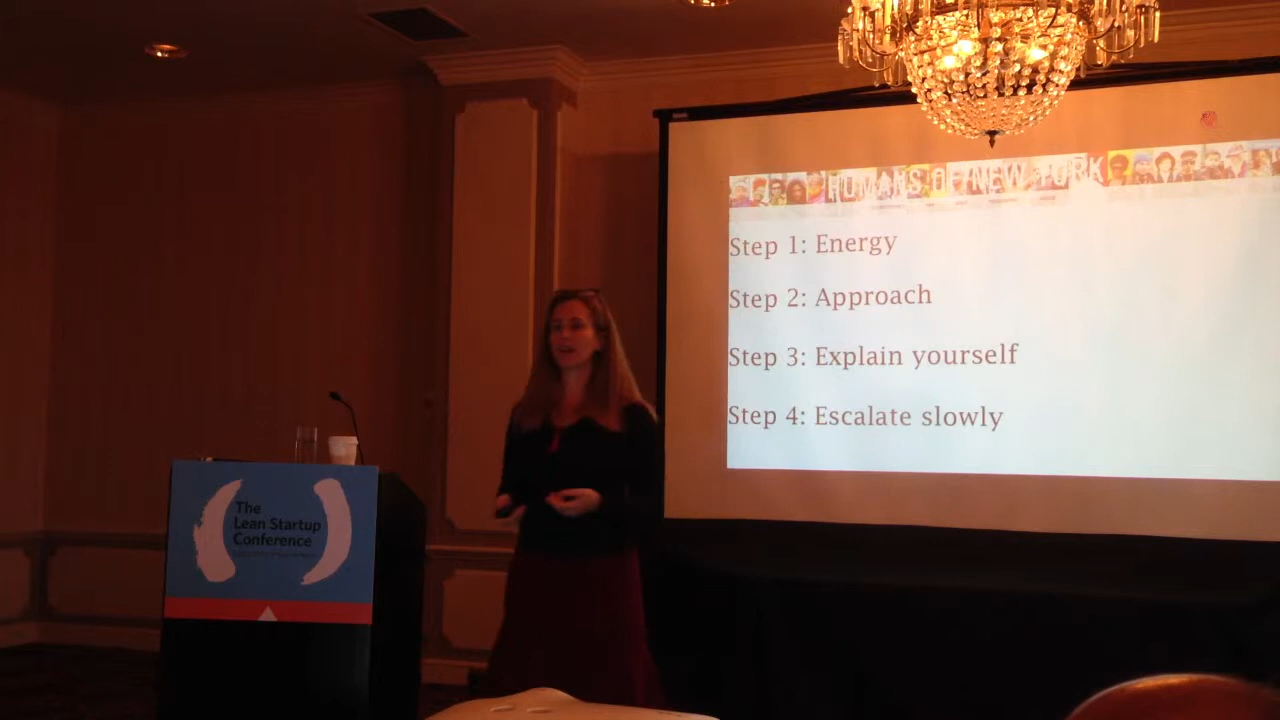 HUMANS OF NEW YORK
Step 1: Energy
Step 2: Approach
Step 3: Explain yourself
Step 4: Escalate slowly
The
Lean Startup
Conference